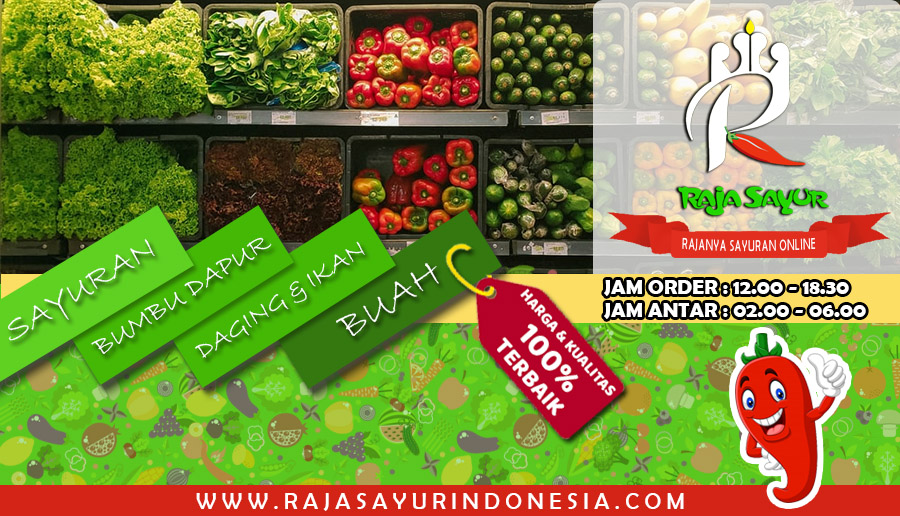 RAJA SAYUR
RAJANYA SAYURAN ONLINE
SAYURAN
BUMBU DAPUR
DAGING & IKAN
BUAH
HARGA & KUALITAS
100%
TERBAIK
JAM ORDER : 12.00 - 18.30
JAM ANTAR : 02.00 - 06.00
WWW.RAJASAYURINDONESIA.COM